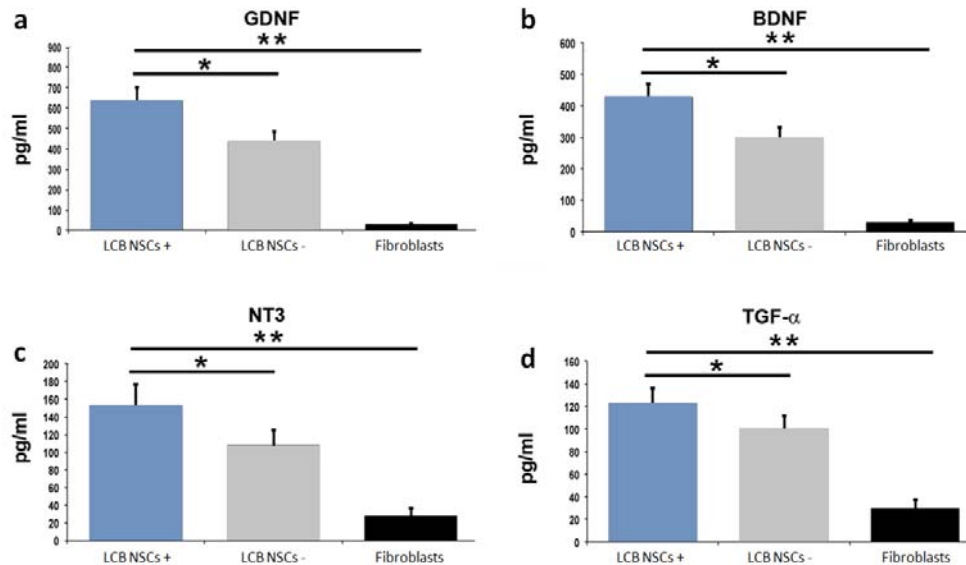 a
GDNF
**
*
pg/ml
900
800
700
600
500
400
300
200
100
0
LCB NSCs +
LCB NSCs -
Fibroblasts
b
BDNF
**
*
pg/ml
600
500
400
300
200
100
0
LCB NSCs +
LCB NSCs -
Fibroblasts
c
NT3
**
*
pg/ml
200
180
160
140
120
100
80
60
40
20
0
LCB NSCs +
LCB NSCs -
Fibroblasts
d
TGF-α
**
*
pg/ml
160
140
120
100
80
60
40
20
0
LCB NSCs +
LCB NSCs -
Fibroblasts